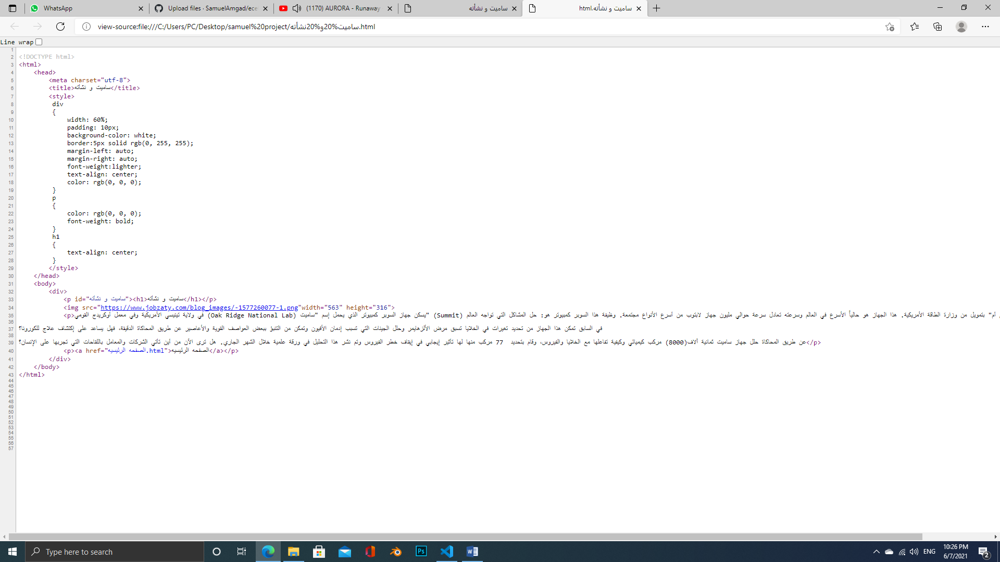 WhatsApp
Upload files · SamuelAmgad/ece
(1170) AURORA - Runaway
ساميت و نشأته
ساميت و نشأته.html
view-source:file:///C:/Users/PC/Desktop/samuel%20project/ساميت%20و%20نشأته.html
Line wrap
1
2 <!DOCTYPE html>
3 <html>
4 <head>
5 <meta charset="utf-8">
6 <title>ساميت و نشأته</title>
7 <style>
8 div
9 {
10 width: 60%;
11 padding: 10px;
12 background-color: white;
13 border:5px solid rgb(0, 255, 255);
14 margin-left: auto;
15 margin-right: auto;
16 font-weight:lighter;
17 text-align: center;
18 color: rgb(0, 0, 0);
19 }
20 p
21 {
22 color: rgb(0, 0, 0);
23 font-weight: bold;
24 }
25 h1
26 {
27 text-align: center;
28 }
29 </style>
30 </head>
31 <body>
32 <div>
33 <p id="ساميت و نشأته"><h1>ساميت و نشأته</h1></p>
34 <img src="https://www.jobzaty.com/blog_images/-1577260077-1.png"width="563" height="316">
35 <p>يسكن جهاز السوبر كمبيوتر الذي يحمل إسم "ساميت (Oak Ridge National Lab) في ولاية تينيسي الأمريكية وفي معمل أوكريدج القومي (Summit) "بتمويل من وزارة الطاقة الأمريكية. هذا الجهاز هو حالياً الأسرع في العالم وسرعته تعادل سرعة حوالي مليون جهاز لابتوب من أسرع الأنواع مجتمعة. وظيفة هذا السوبر كمبيوتر هو: حل المشاكل التي تواجه العالم
36
37 في السابق تمكن هذا الجهاز من تحديد تغيرات في الخلايا تسبق مرض الألزهايمر وحلل الجينات التي تسبب إدمان الأفيون وتمكن من التنبؤ ببعض العواصف القوية والأعاصير عن طريق المحاكاة الدقيقة، فهل يساعد على إكتشاف علاج للكورونا؟
38
39 عن طريق المحاكاة حلل جهاز ساميت ثمانية آلاف(8000) مركب كيميائي وكيفية تفاعلها مع الخلايا والفيروس، وقام بتحديد 77 مركب منها لها تأثير إيجابي في إيقاف خطر الفيروس وتم نشر هذا التحليل في ورقة علمية خلال الشهر الجاري. هل ترى الآن من أين تأتي الشركات والمعامل باللقاحات التي تجربها على الإنسان؟</p>
40 <p><a href="الصفحه الرئيسيه.html">الصفحه الرئيسيه</a></p>
41 </div>
42 </body>
43 </html>
44
45
46
47
48
49
50
51
52
53
54
55
56
57
Type here to search
ENG
10:26 PM
6/7/2021
2